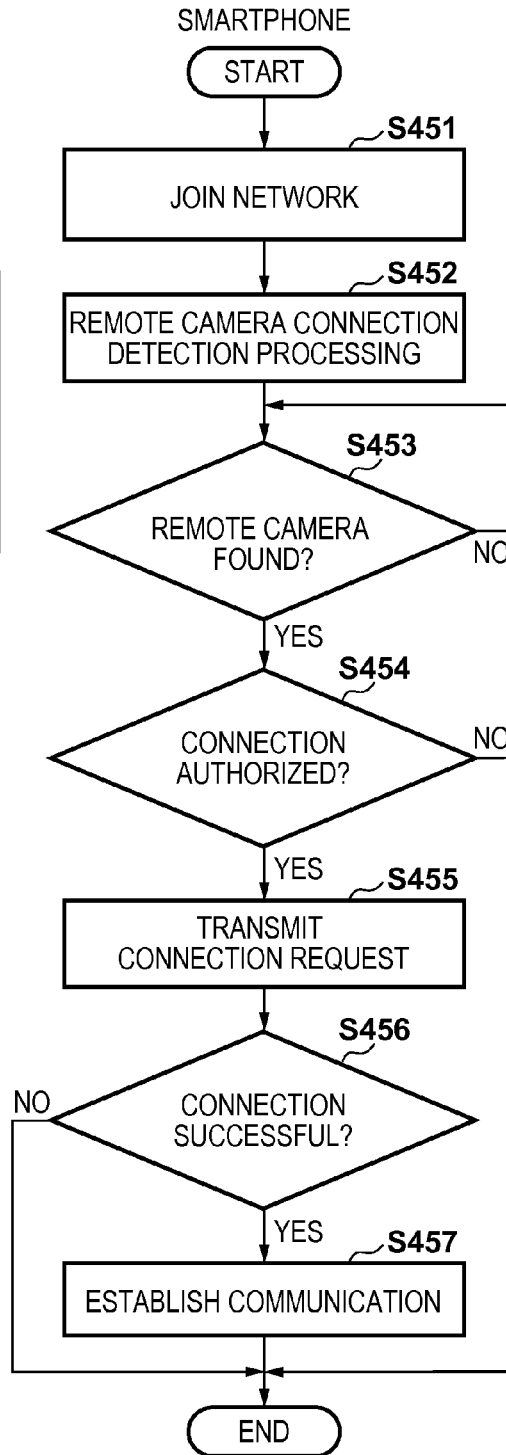 SMARTPHONE
START
S451
JOIN NETWORK
S452
REMOTE CAMERA CONNECTION
DETECTION PROCESSING
S453
REMOTE CAMERA
FOUND?
NO
YES
S454
CONNECTION
AUTHORIZED?
NO
YES
S455
TRANSMIT
CONNECTION REQUEST
S456
NO
CONNECTION
SUCCESSFUL?
YES
S457
ESTABLISH COMMUNICATION
END